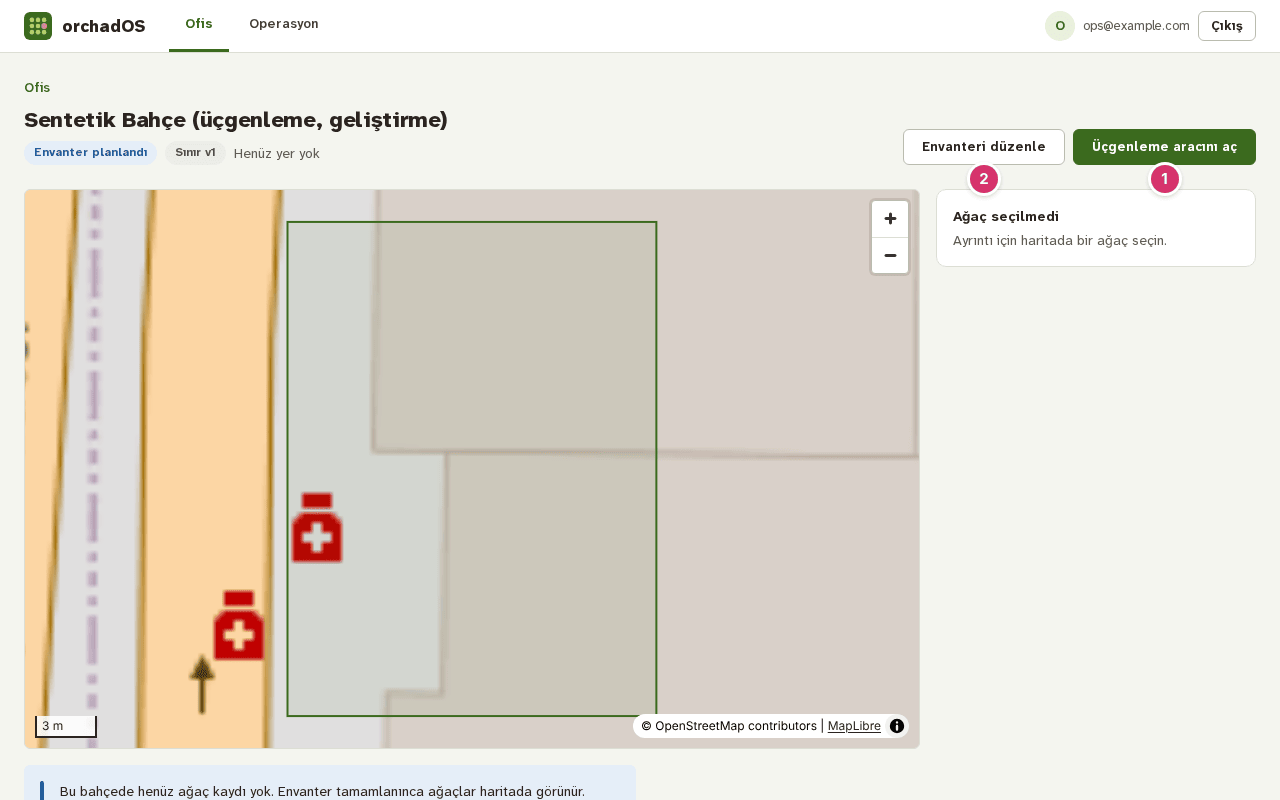 orchadOS
Ofis
Operasyon
O
ops@example.com
Çıkış
Ofis
Sentetik Bahçe (üçgenleme, geliştirme)
Envanter planlandı
Sınır v1
Henüz yer yok
Envanteri düzenle
Üçgenleme aracını aç
2
1
Ağaç seçilmedi
Ayrıntı için haritada bir ağaç seçin.
+
−
3 m
© OpenStreetMap contributors | MapLibre
Bu bahçede henüz ağaç kaydı yok. Envanter tamamlanınca ağaçlar haritada görünür.